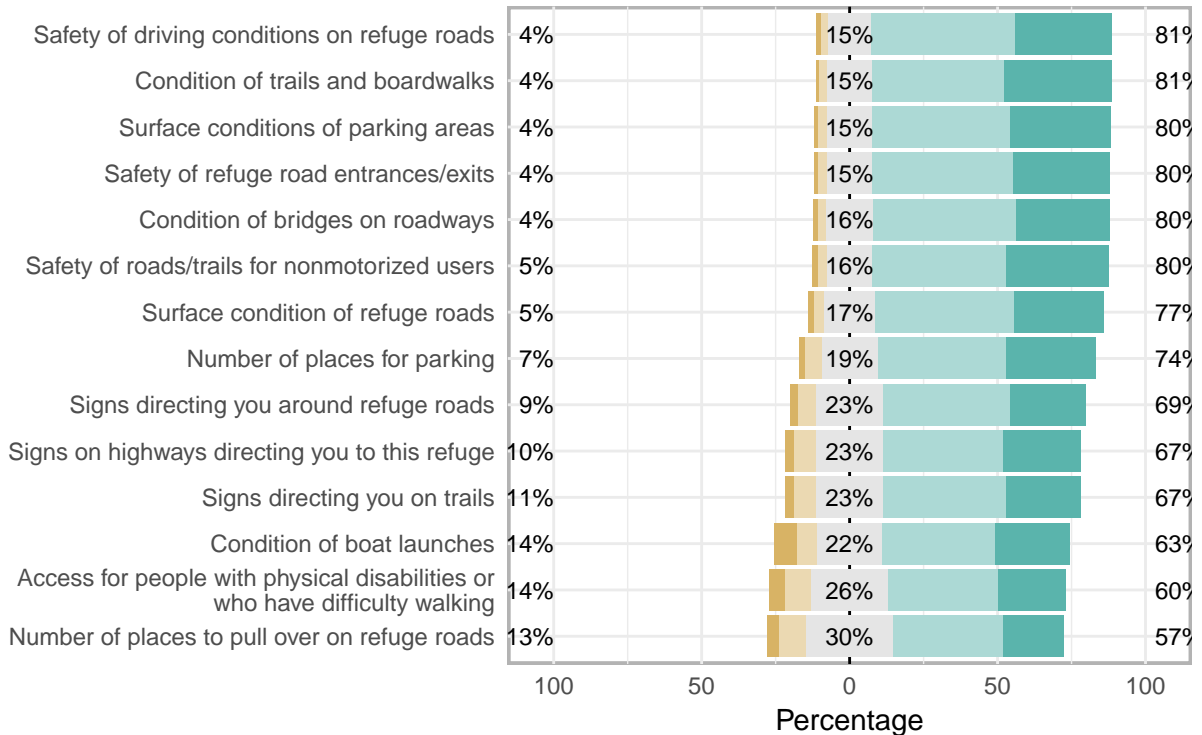 Safety of driving conditions on refuge roads 4% 15% 81%
Condition of trails and boardwalks 4% 15% 81%
Surface conditions of parking areas 4% 15% 80%
Safety of refuge road entrances/exits 4% 15% 80%
Condition of bridges on roadways 4% 16% 80%
Safety of roads/trails for nonmotorized users 5% 16% 80%
Surface condition of refuge roads 5% 17% 77%
Number of places for parking 7% 19% 74%
Signs directing you around refuge roads 9% 23% 69%
Signs on highways directing you to this refuge 10% 23% 67%
Signs directing you on trails 11% 23% 67%
Condition of boat launches 14% 22% 63%
Access for people with physical disabilities or
who have difficulty walking 14% 26% 60%
Number of places to pull over on refuge roads 13% 30% 57%
100 50 0 50 100
Percentage